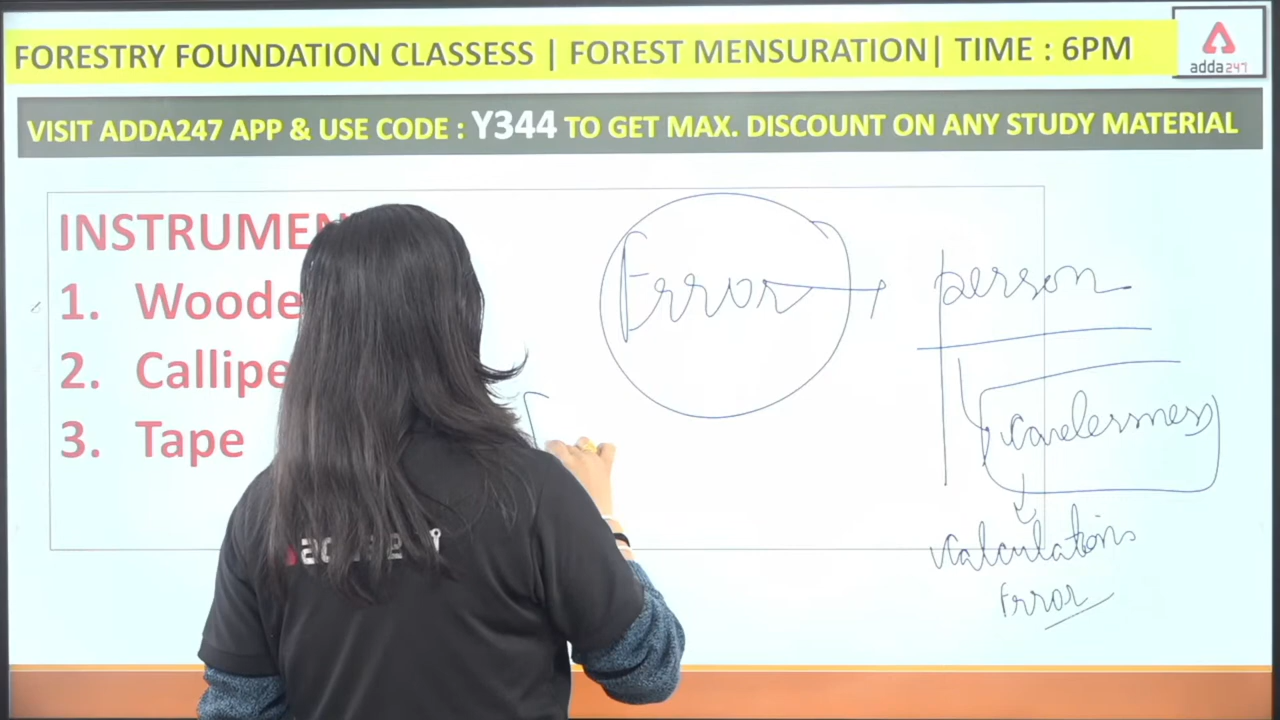 FORESTRY FOUNDATION CLASSESS | FOREST MENSURATION| TIME : 6PM
adda247
VISIT ADDA247 APP & USE CODE : Y344 TO GET MAX. DISCOUNT ON ANY STUDY MATERIAL
INSTRUMEN
1. Woode
2. Callipe
3. Tape
Error
person
carelessness
calculations
Error